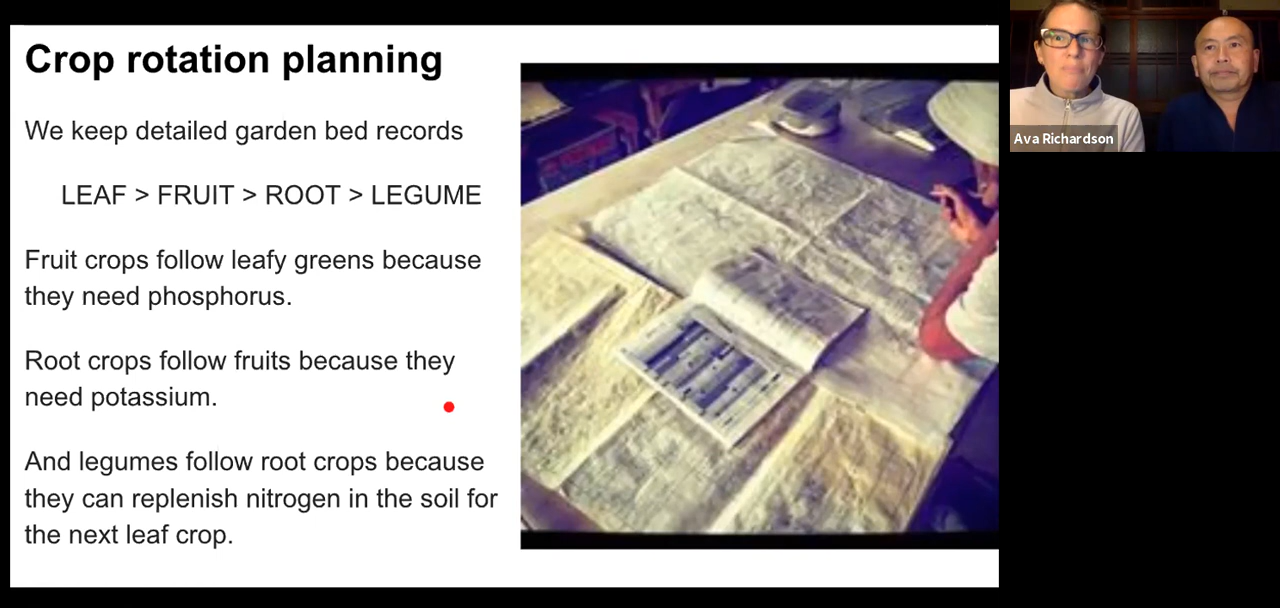 Crop rotation planning
We keep detailed garden bed records
LEAF > FRUIT > ROOT > LEGUME
Fruit crops follow leafy greens because
they need phosphorus.
Root crops follow fruits because they
need potassium.
And legumes follow root crops because
they can replenish nitrogen in the soil for
the next leaf crop.
Ava Richardson